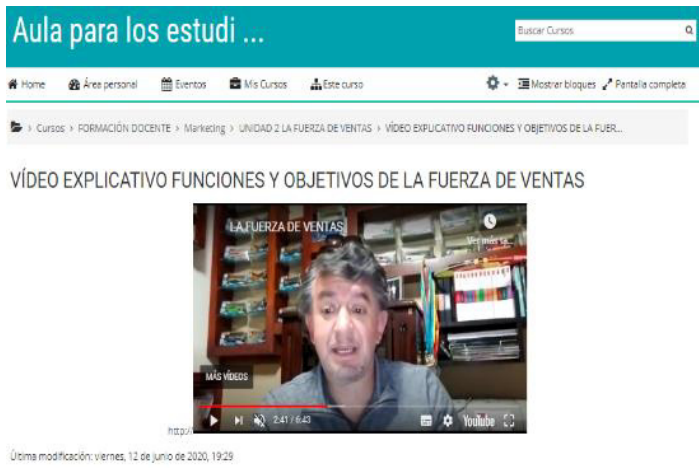 Aula para los estudi ...
Buscar Cursos
Home Área personal Eventos Mis Cursos Este curso Mostrar bloques Pantalla completa
> Cursos > FORMACIÓN DOCENTE > Marketing > UNIDAD 2 LA FUERZA DE VENTAS > VÍDEO EXPLICATIVO FUNCIONES Y OBJETIVOS DE LA FUER...
VÍDEO EXPLICATIVO FUNCIONES Y OBJETIVOS DE LA FUERZA DE VENTAS
LA FUERZA DE VENTAS
Ver más ta...
MÁS VÍDEOS
2:41 / 6:43 YouTube
http://
Última modificación: viernes, 12 de junio de 2020, 19:29